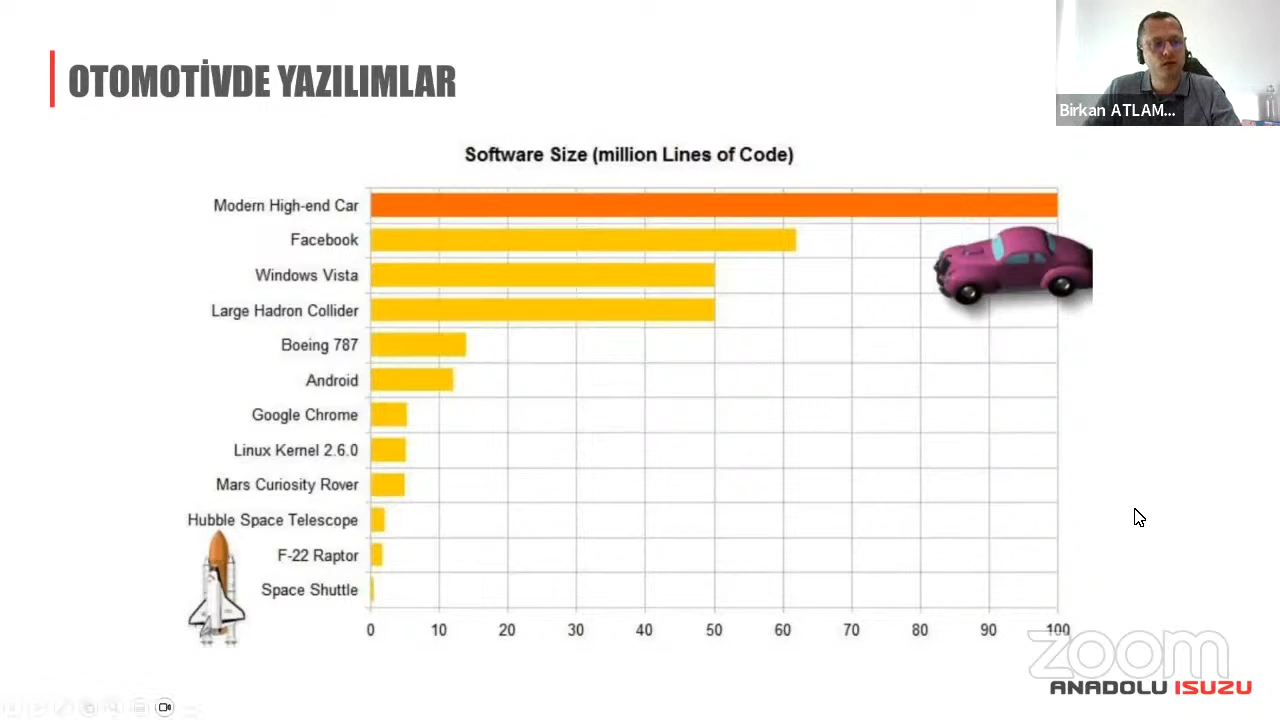 OTOMOTİVDE YAZILIMLAR
Birkan ATLAM...
Software Size (million Lines of Code)
Modern High-end Car
Facebook
Windows Vista
Large Hadron Collider
Boeing 787
Android
Google Chrome
Linux Kernel 2.6.0
Mars Curiosity Rover
Hubble Space Telescope
F-22 Raptor
Space Shuttle
0 10 20 30 40 50 60 70 80 90 100
zoom
ANADOLU ISUZU